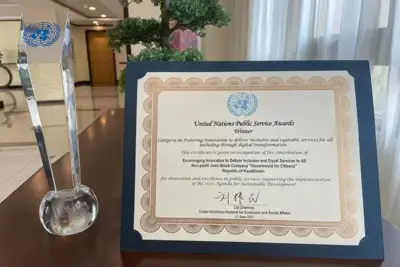 United Nations Public Service Awards
Winner
Category on fostering innovation to deliver inclusive and equitable services for all
including through digital transformation
This certificate is given in recognition of the contribution of
Encouraging Innovation to Deliver Inclusive and Equal Services to All
Non-profit Joint Stock Company "Government for Citizens"
Republic of Kazakhstan
for innovation and excellence in public services supporting the implementation
of the 2030 Agenda for Sustainable Development
Liu Zhenmin
Under-Secretary-General for Economic and Social Affairs